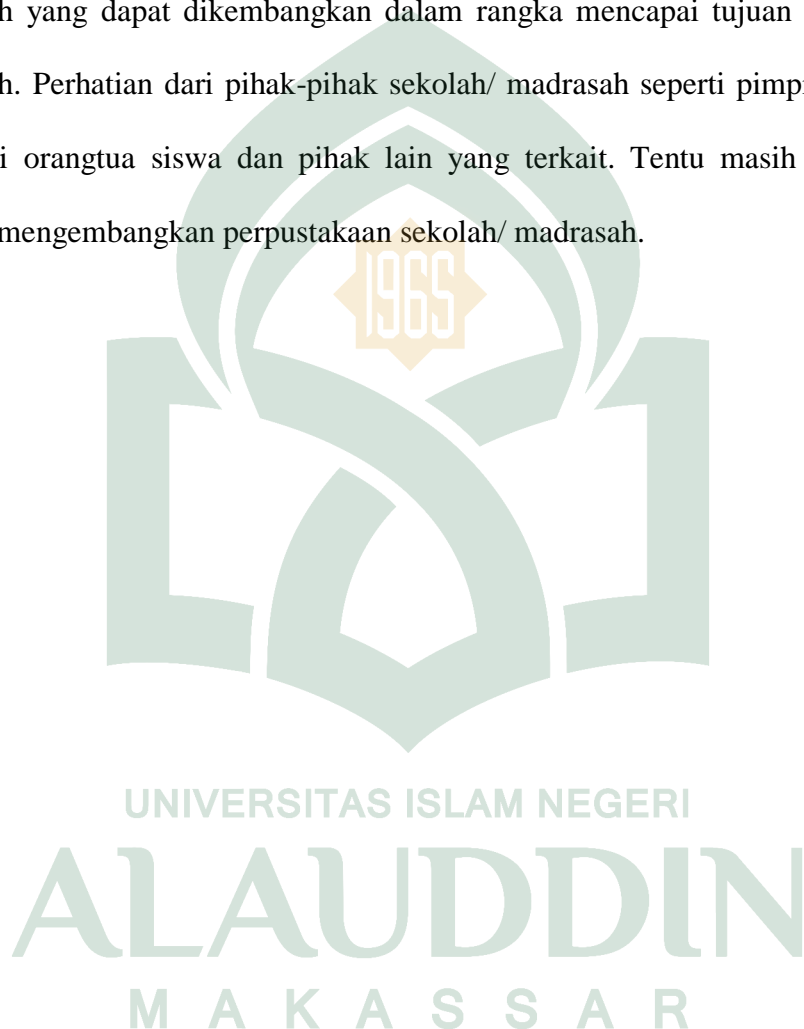 h yang dapat dikembangkan dalam rangka mencapai tujuan
h. Perhatian dari pihak-pihak sekolah/ madrasah seperti pimp
i orangtua siswa dan pihak lain yang terkait. Tentu masih
mengembangkan perpustakaan sekolah/ madrasah.
1965
UNIVERSITAS ISLAM NEGERI
ALAUDDIN
MAKASSAR